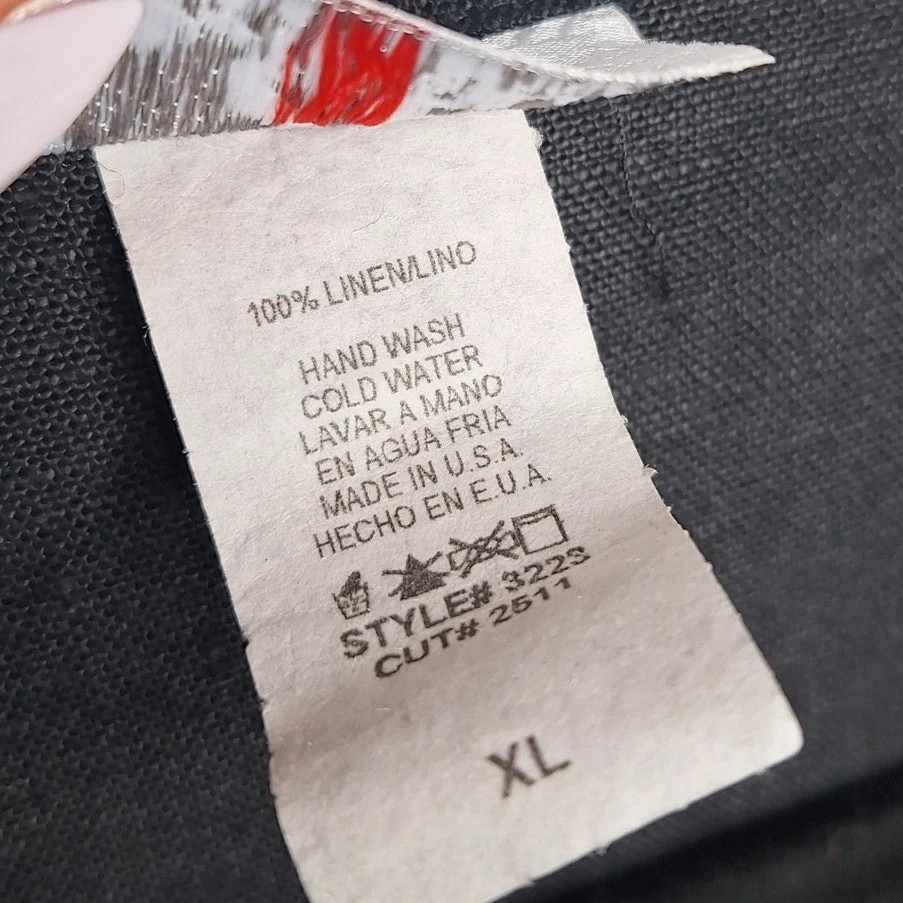 100% LINEN/LINO
HAND WASH
COLD WATER
LAVAR A MANO
EN AGUA FRIA
MADE IN U.S.A.
HECHO EN E.U.A.
STYLE# 3223
CUT# 2511
XL